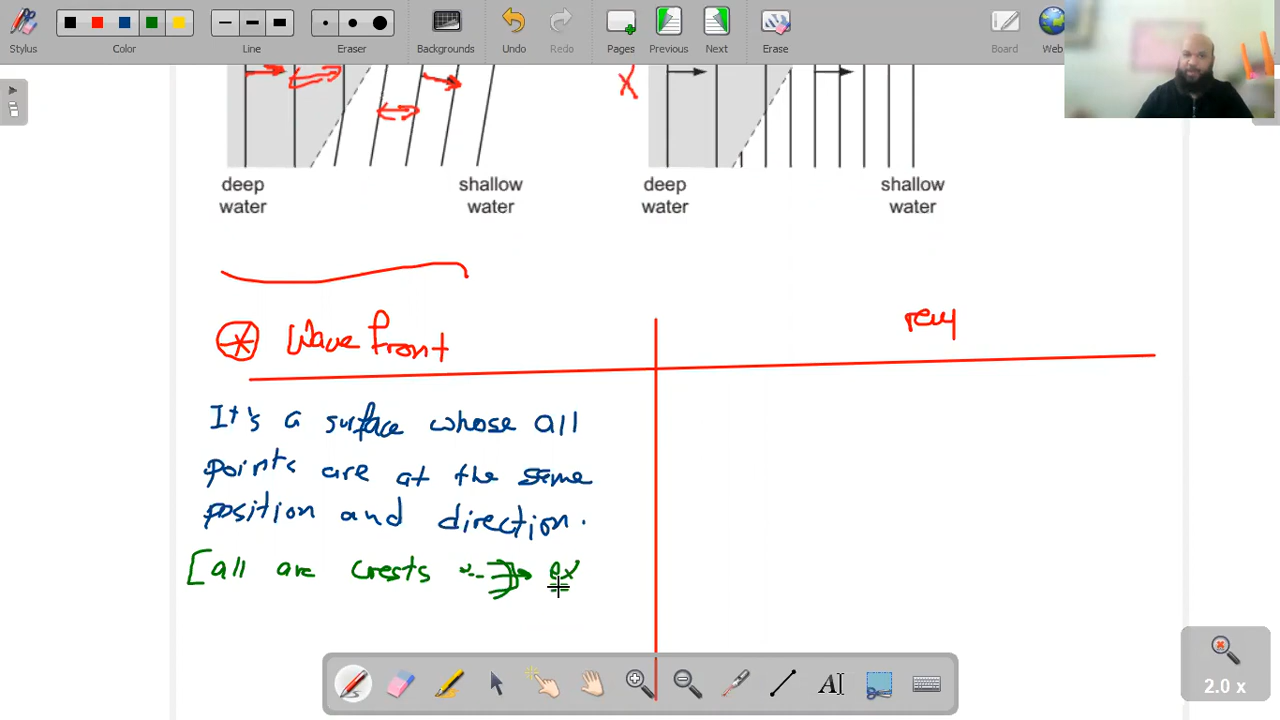 Stylus
Color
Line
Eraser
Backgrounds
Undo
Redo
Pages
Previous
Next
Erase
Board
Web
X
deep water
shallow water
deep water
shallow water
Wave front
ray
It's a surface whose all
points are at the same
position and direction.
[all are crests
ex
2.0 x